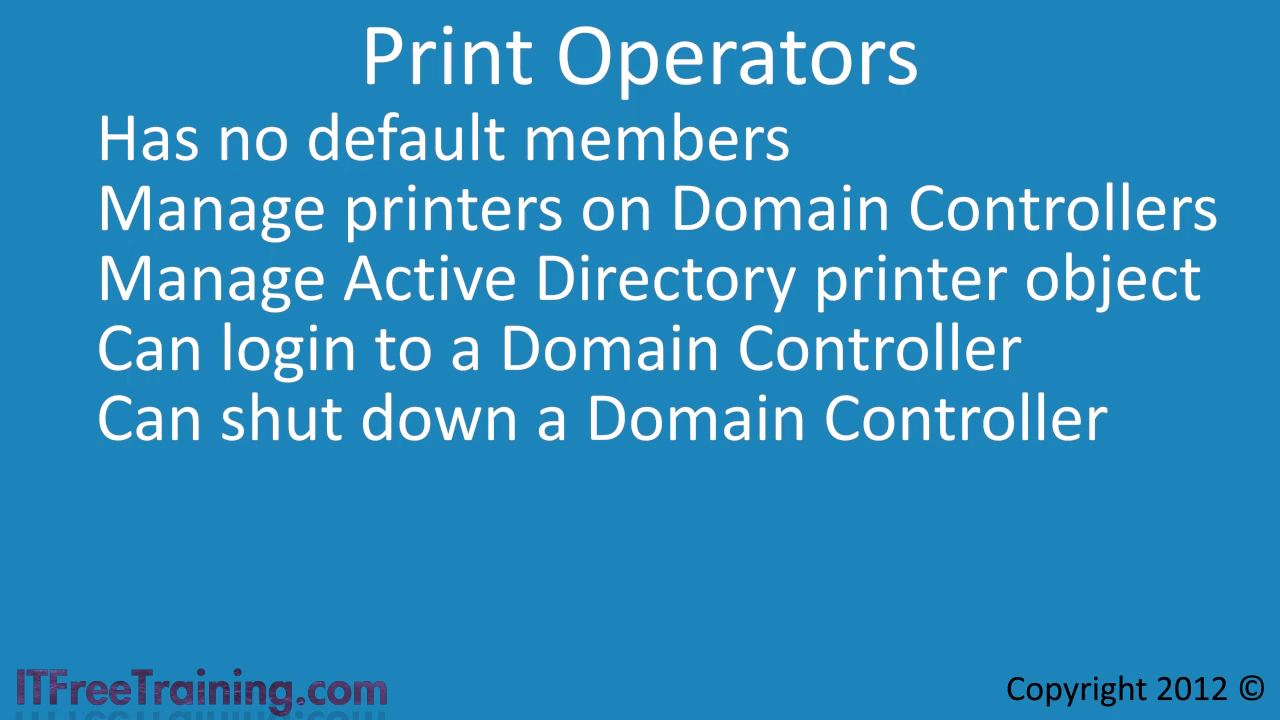 Print Operators
Has no default members
Manage printers on Domain Controllers
Manage Active Directory printer object
Can login to a Domain Controller
Can shut down a Domain Controller
ITFreeTraining.com
Copyright 2012 ©